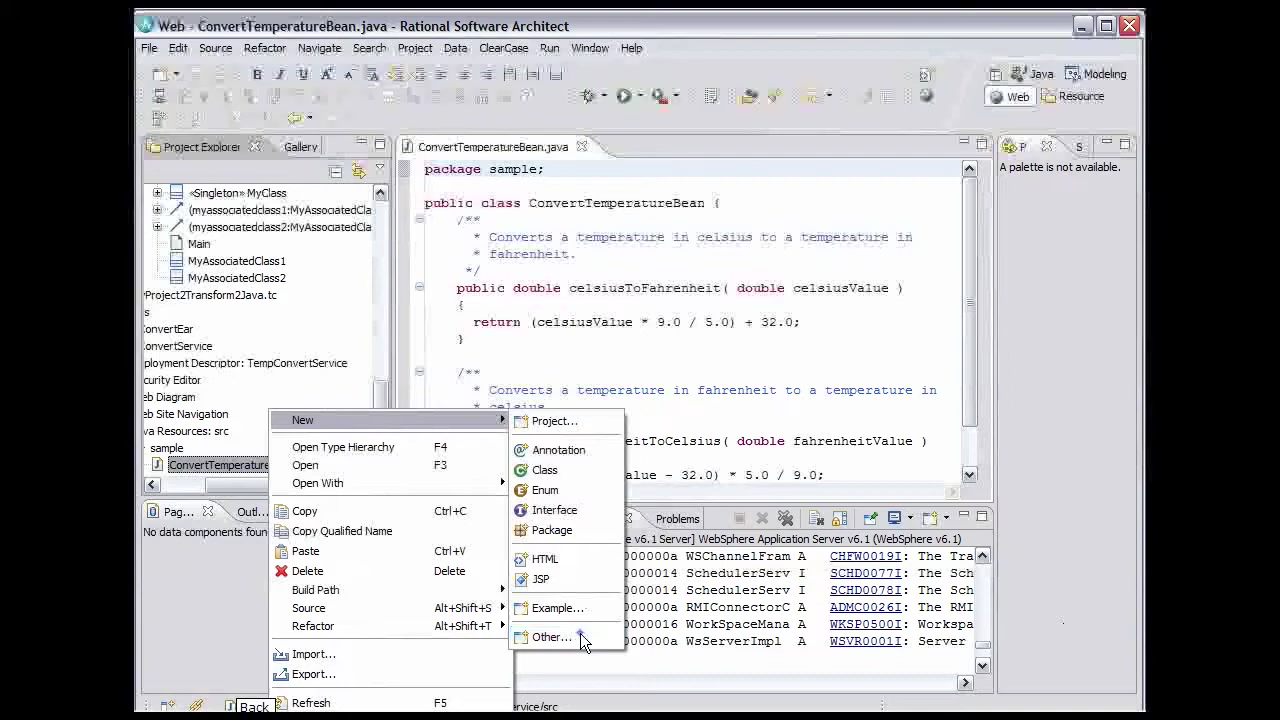 Web - ConvertTemperatureBean.java - Rational Software Architect
File Edit Source Refactor Navigate Search Project Data ClearCase Run Window Help
Java Modeling
Web Resource
Project Explorer Gallery
ConvertTemperatureBean.java
P S
A palette is not available.
«Singleton» MyClass
(myassociatedclass1:MyAssociatedCla
(myassociatedclass2:MyAssociatedCla
Main
MyAssociatedClass1
MyAssociatedClass2
Project2Transform2Java.tc
s
onvertEar
onvertService
ployment Descriptor: TempConvertService
curity Editor
eb Diagram
eb Site Navigation
va Resources: src
sample
ConvertTemperature
package sample;
public class ConvertTemperatureBean {
/**
* Converts a temperature in celsius to a temperature in
* fahrenheit.
*/
public double celsiusToFahrenheit( double celsiusValue )
{
return (celsiusValue * 9.0 / 5.0) + 32.0;
}
/**
* Converts a temperature in fahrenheit to a temperature in
* celsius
eitToCelsius( double fahrenheitValue )
lue - 32.0) * 5.0 / 9.0;
New
Open Type Hierarchy F4
Open F3
Open With
Copy Ctrl+C
Copy Qualified Name
Paste Ctrl+V
Delete Delete
Build Path
Source Alt+Shift+S
Refactor Alt+Shift+T
Import...
Export...
Refresh F5
Project...
Annotation
Class
Enum
Interface
Package
HTML
JSP
Example...
Other...
Pag... Outl...
No data components foun
Problems
v6.1 Server] WebSphere Application Server v6.1 (WebSphere v6.1)
000000a WSChannelFram A CHFW0019I: The Tra
0000014 SchedulerServ I SCHD0077I: The Sch
0000014 SchedulerServ I SCHD0078I: The Sch
000000a RMIConnectorC A ADMC0026I: The RMI
0000016 WorkSpaceMana A WKSP0500I: Workspa
000000a WsServerImpl A WSVR0001I: Server
Back
ervice/src